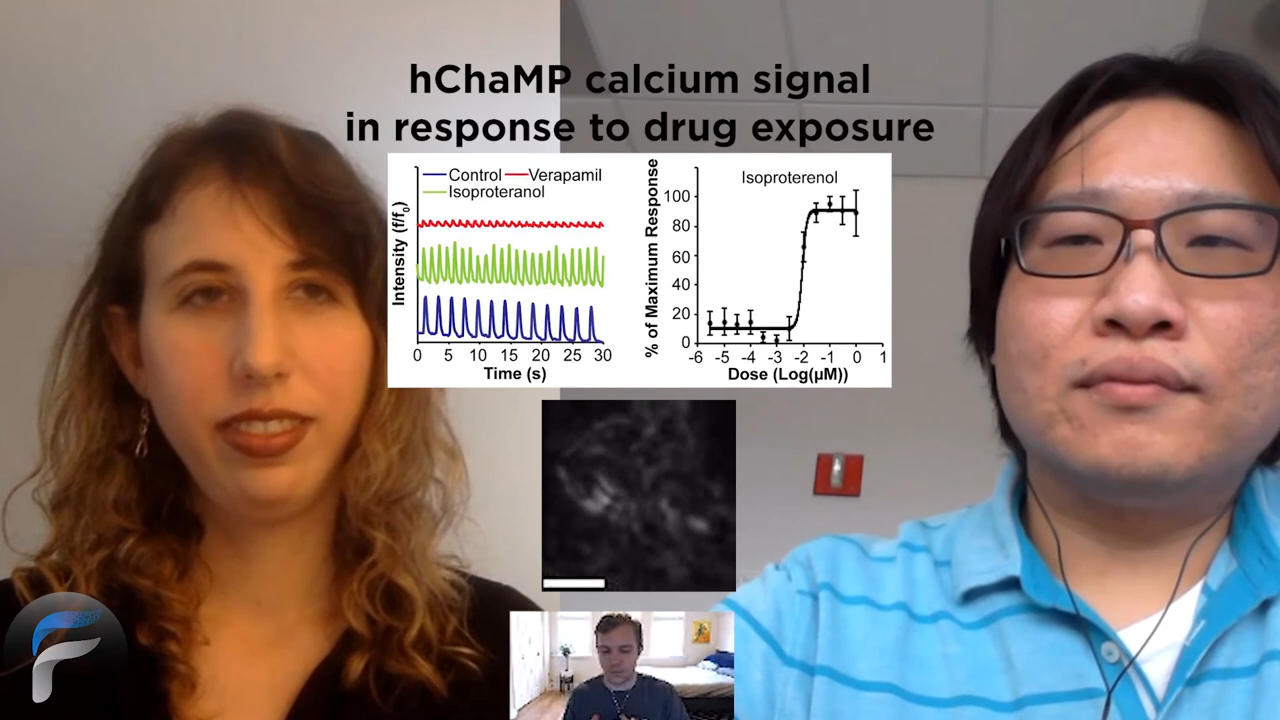 hChaMP calcium signal
in response to drug exposure
Control Verapamil
Isoproteranol
Intensity (f/f₀)
0 5 10 15 20 25 30
Time (s)
Isoproterenol
% of Maximum Response
100
80
60
40
20
0
-6 -5 -4 -3 -2 -1 0 1
Dose (Log(µM))
F